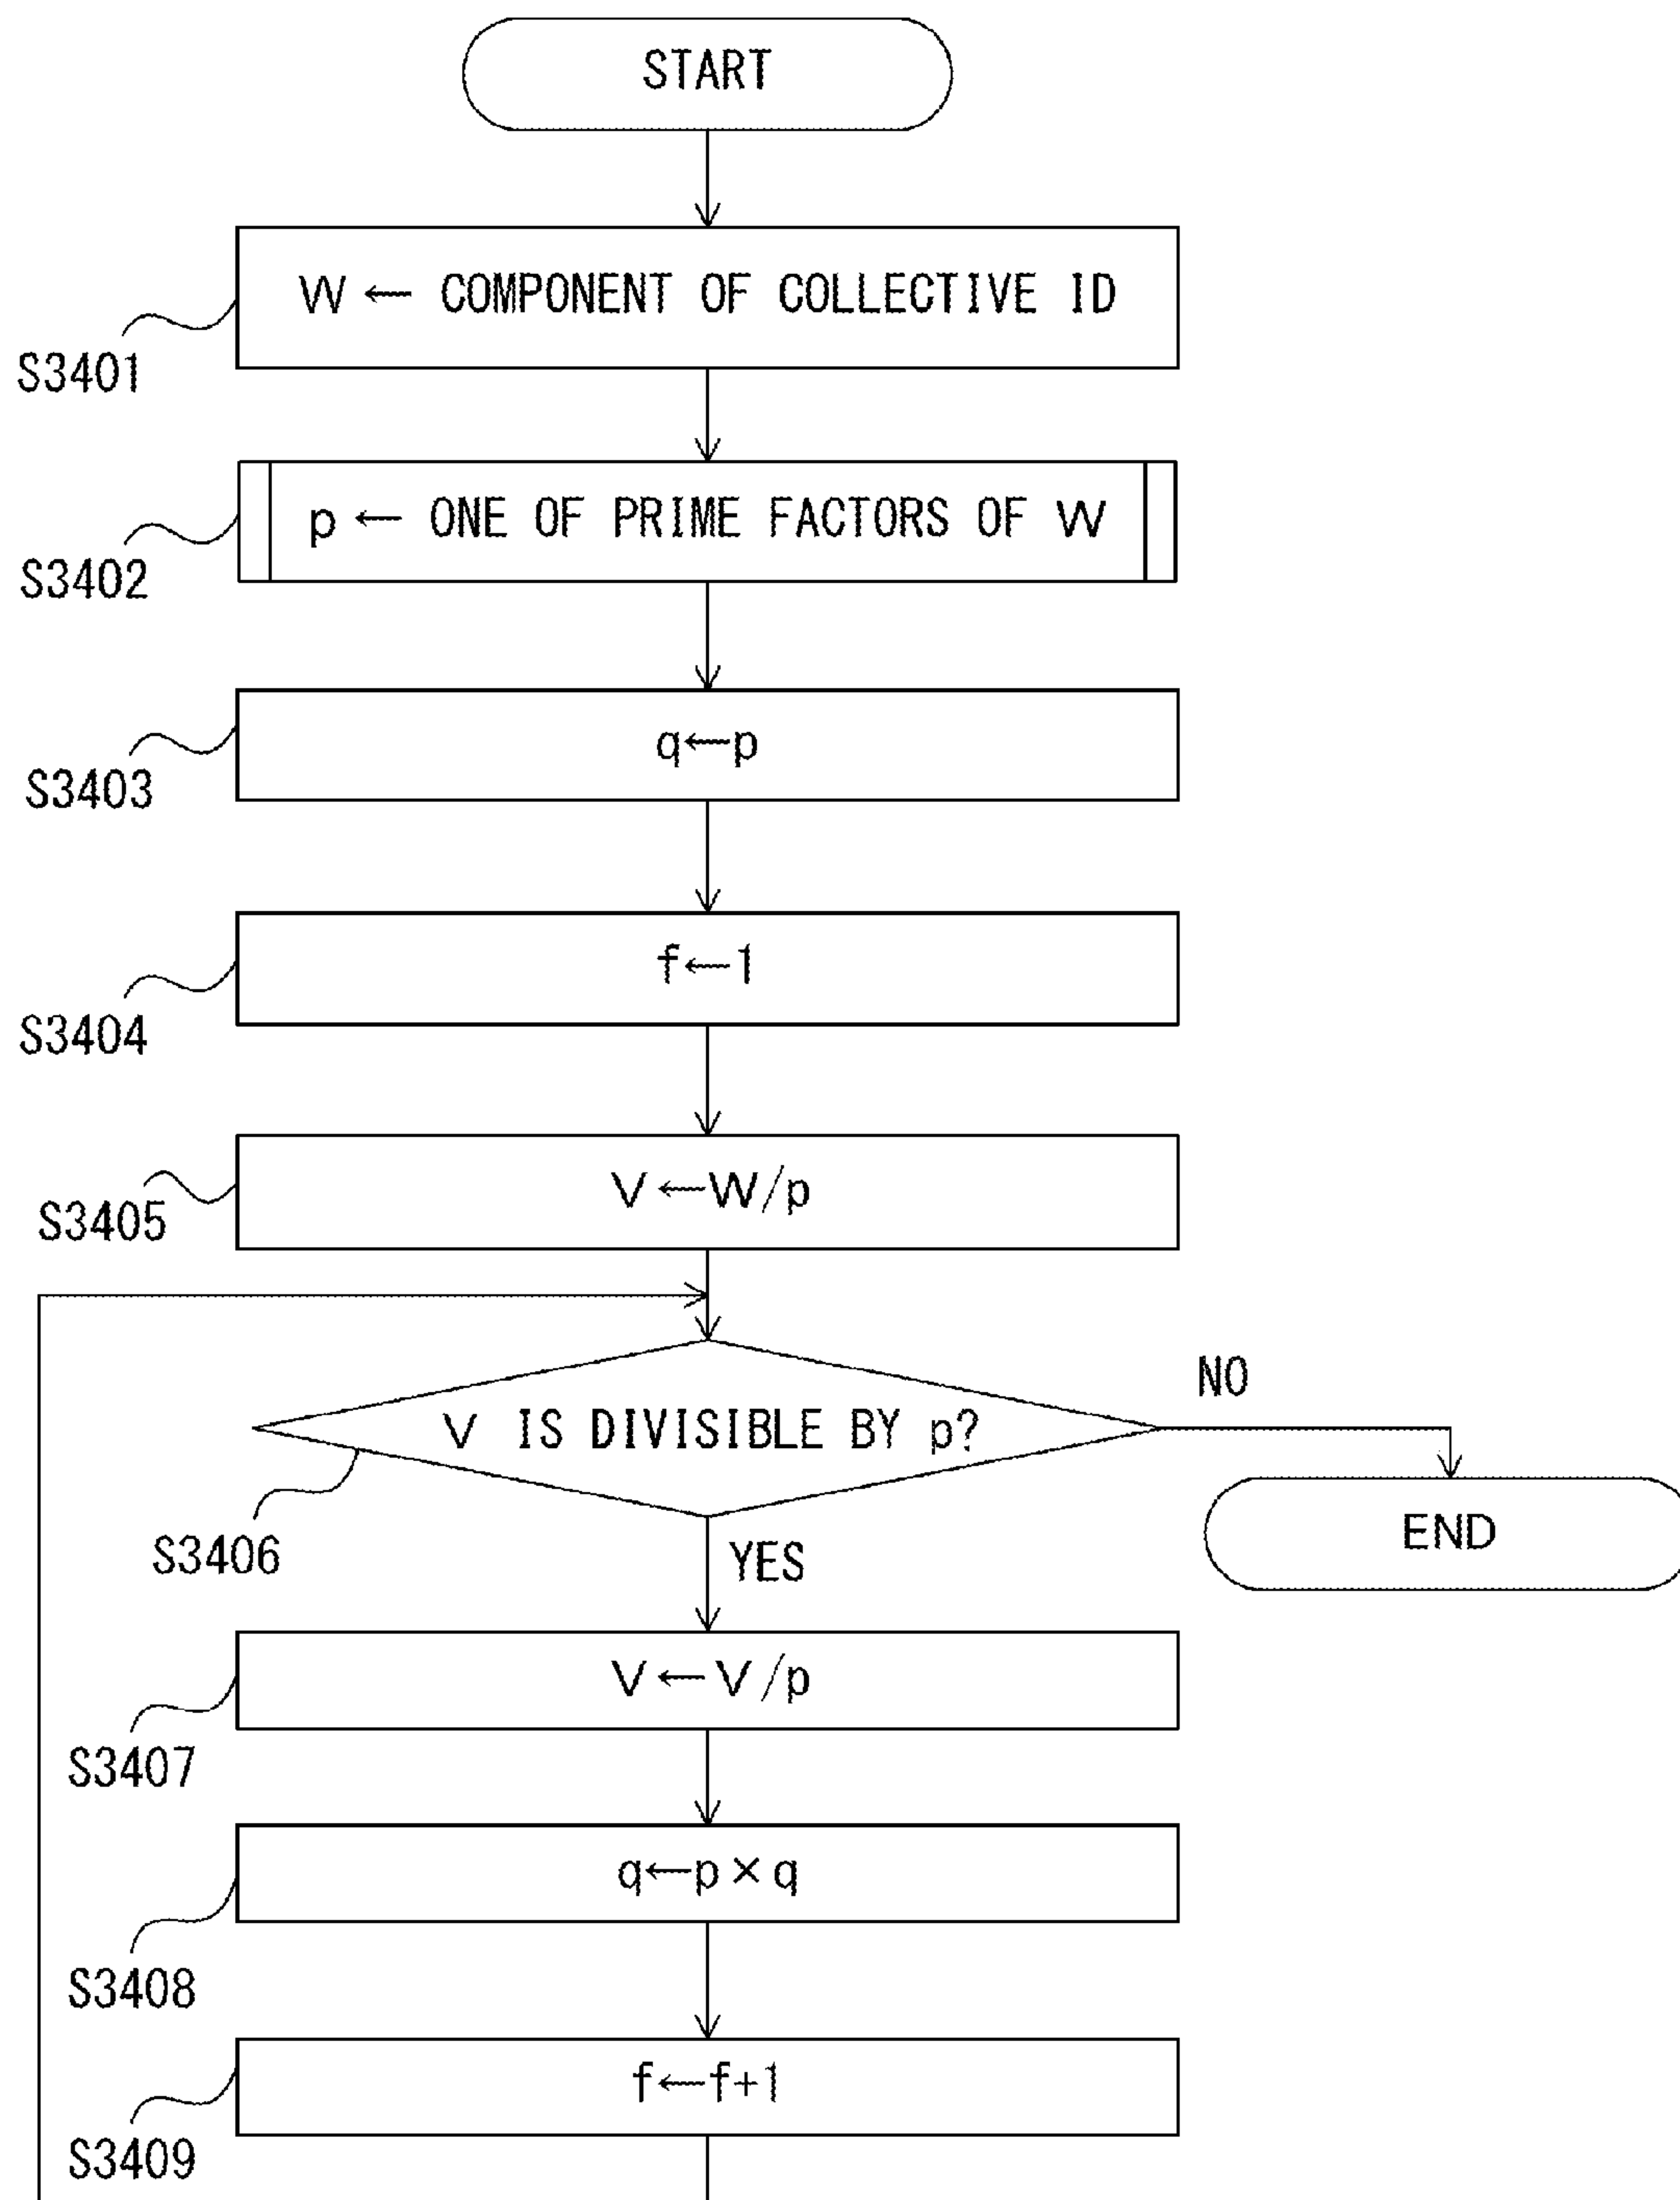 START
W ← COMPONENT OF COLLECTIVE ID
S3401
p ← ONE OF PRIME FACTORS OF W
S3402
q←p
S3403
f←1
S3404
V←W/p
S3405
NO
V IS DIVISIBLE BY p?
END
S3406
YES
V←V/p
S3407
q←p×q
S3408
f←f+1
S3409